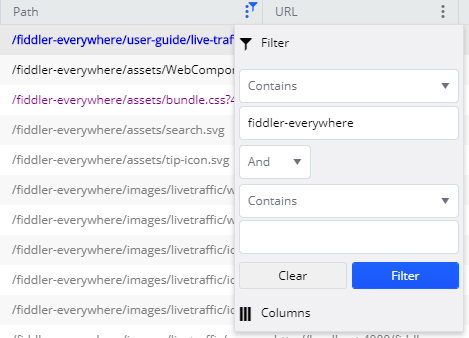 Path URL
/fiddler-everywhere/user-guide/live-traf
Filter
/fiddler-everywhere/assets/WebCompon
Contains
/fiddler-everywhere/assets/bundle.css?4
fiddler-everywhere
/fiddler-everywhere/assets/search.svg
/fiddler-everywhere/assets/tip-icon.svg
And
/fiddler-everywhere/images/livetraffic/w
Contains
/fiddler-everywhere/images/livetraffic/w
/fiddler-everywhere/images/livetraffic/ic
/fiddler-everywhere/images/livetraffic/ic
Clear Filter
/fiddler-everywhere/images/livetraffic/ic
Columns